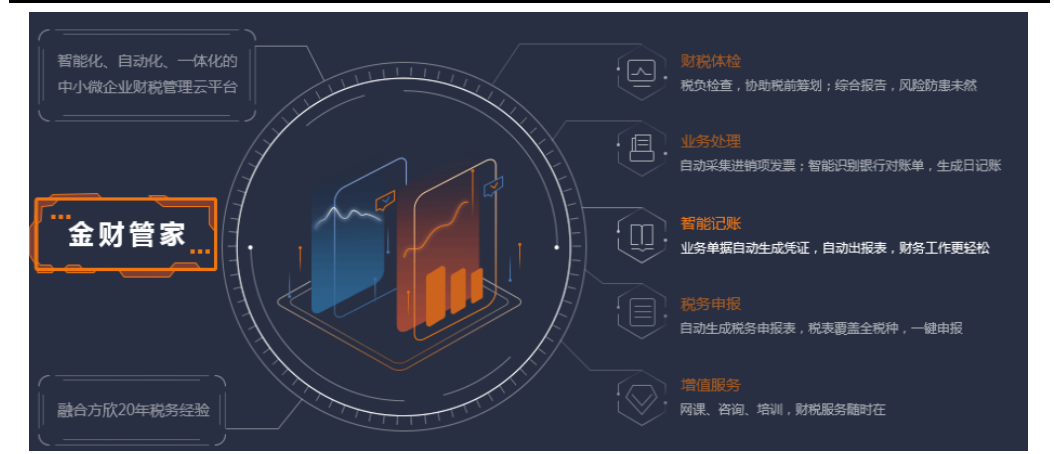 智能化、自动化、一体化的
中小微企业财税管理云平台
金财管家
融合方欣20年税务经验
财税体检
税负检查，协助税前筹划；综合报告，风险防患未然
业务处理
自动采集进销项发票；智能识别银行对账单，生成日记账
智能记账
业务单据自动生成凭证，自动出报表，财务工作更轻松
税务申报
自动生成税务申报表，税表覆盖全税种，一键申报
增值服务
网课、咨询、培训，财税服务随时在